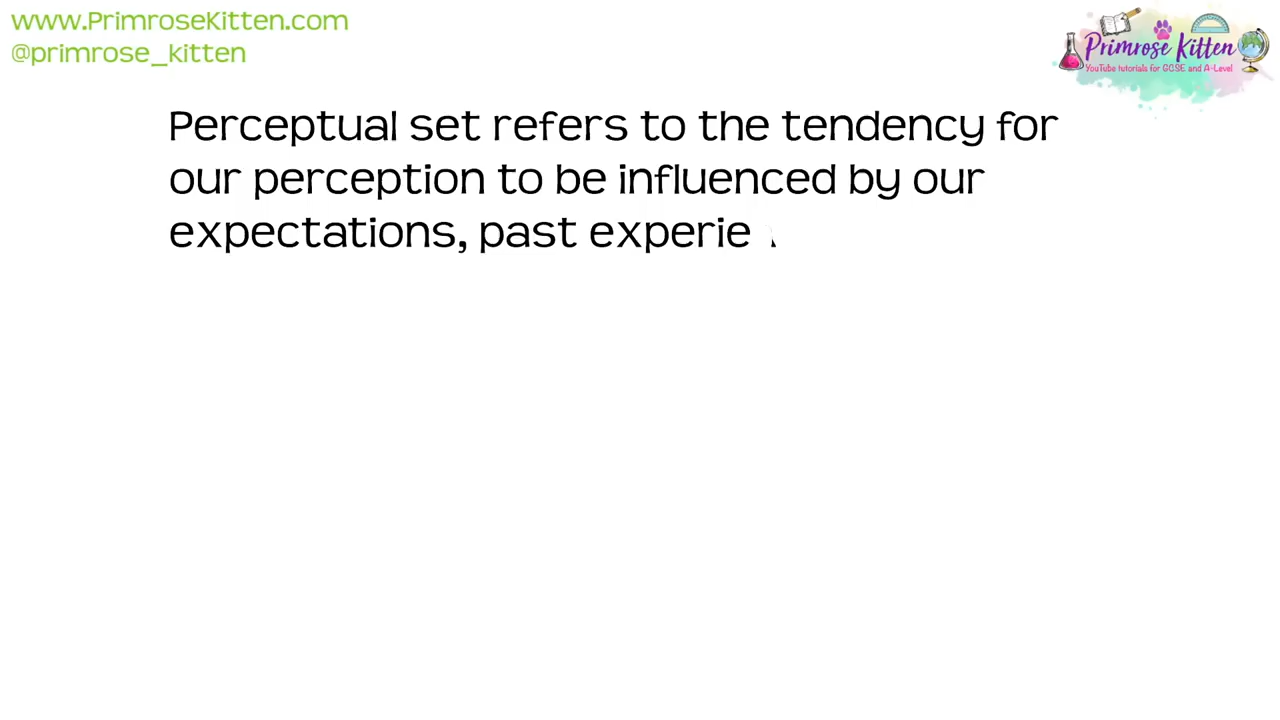 www.PrimroseKitten.com
@primrose_kitten
Primrose Kitten
YouTube tutorials for GCSE and A-Level
Perceptual set refers to the tendency for
our perception to be influenced by our
expectations, past experie